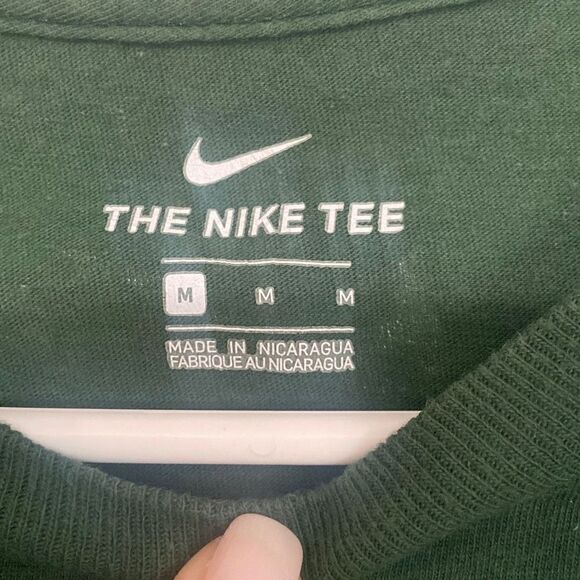 THE NIKE TEE
M M M
MADE IN NICARAGUA
FABRIQUE AU NICARAGUA